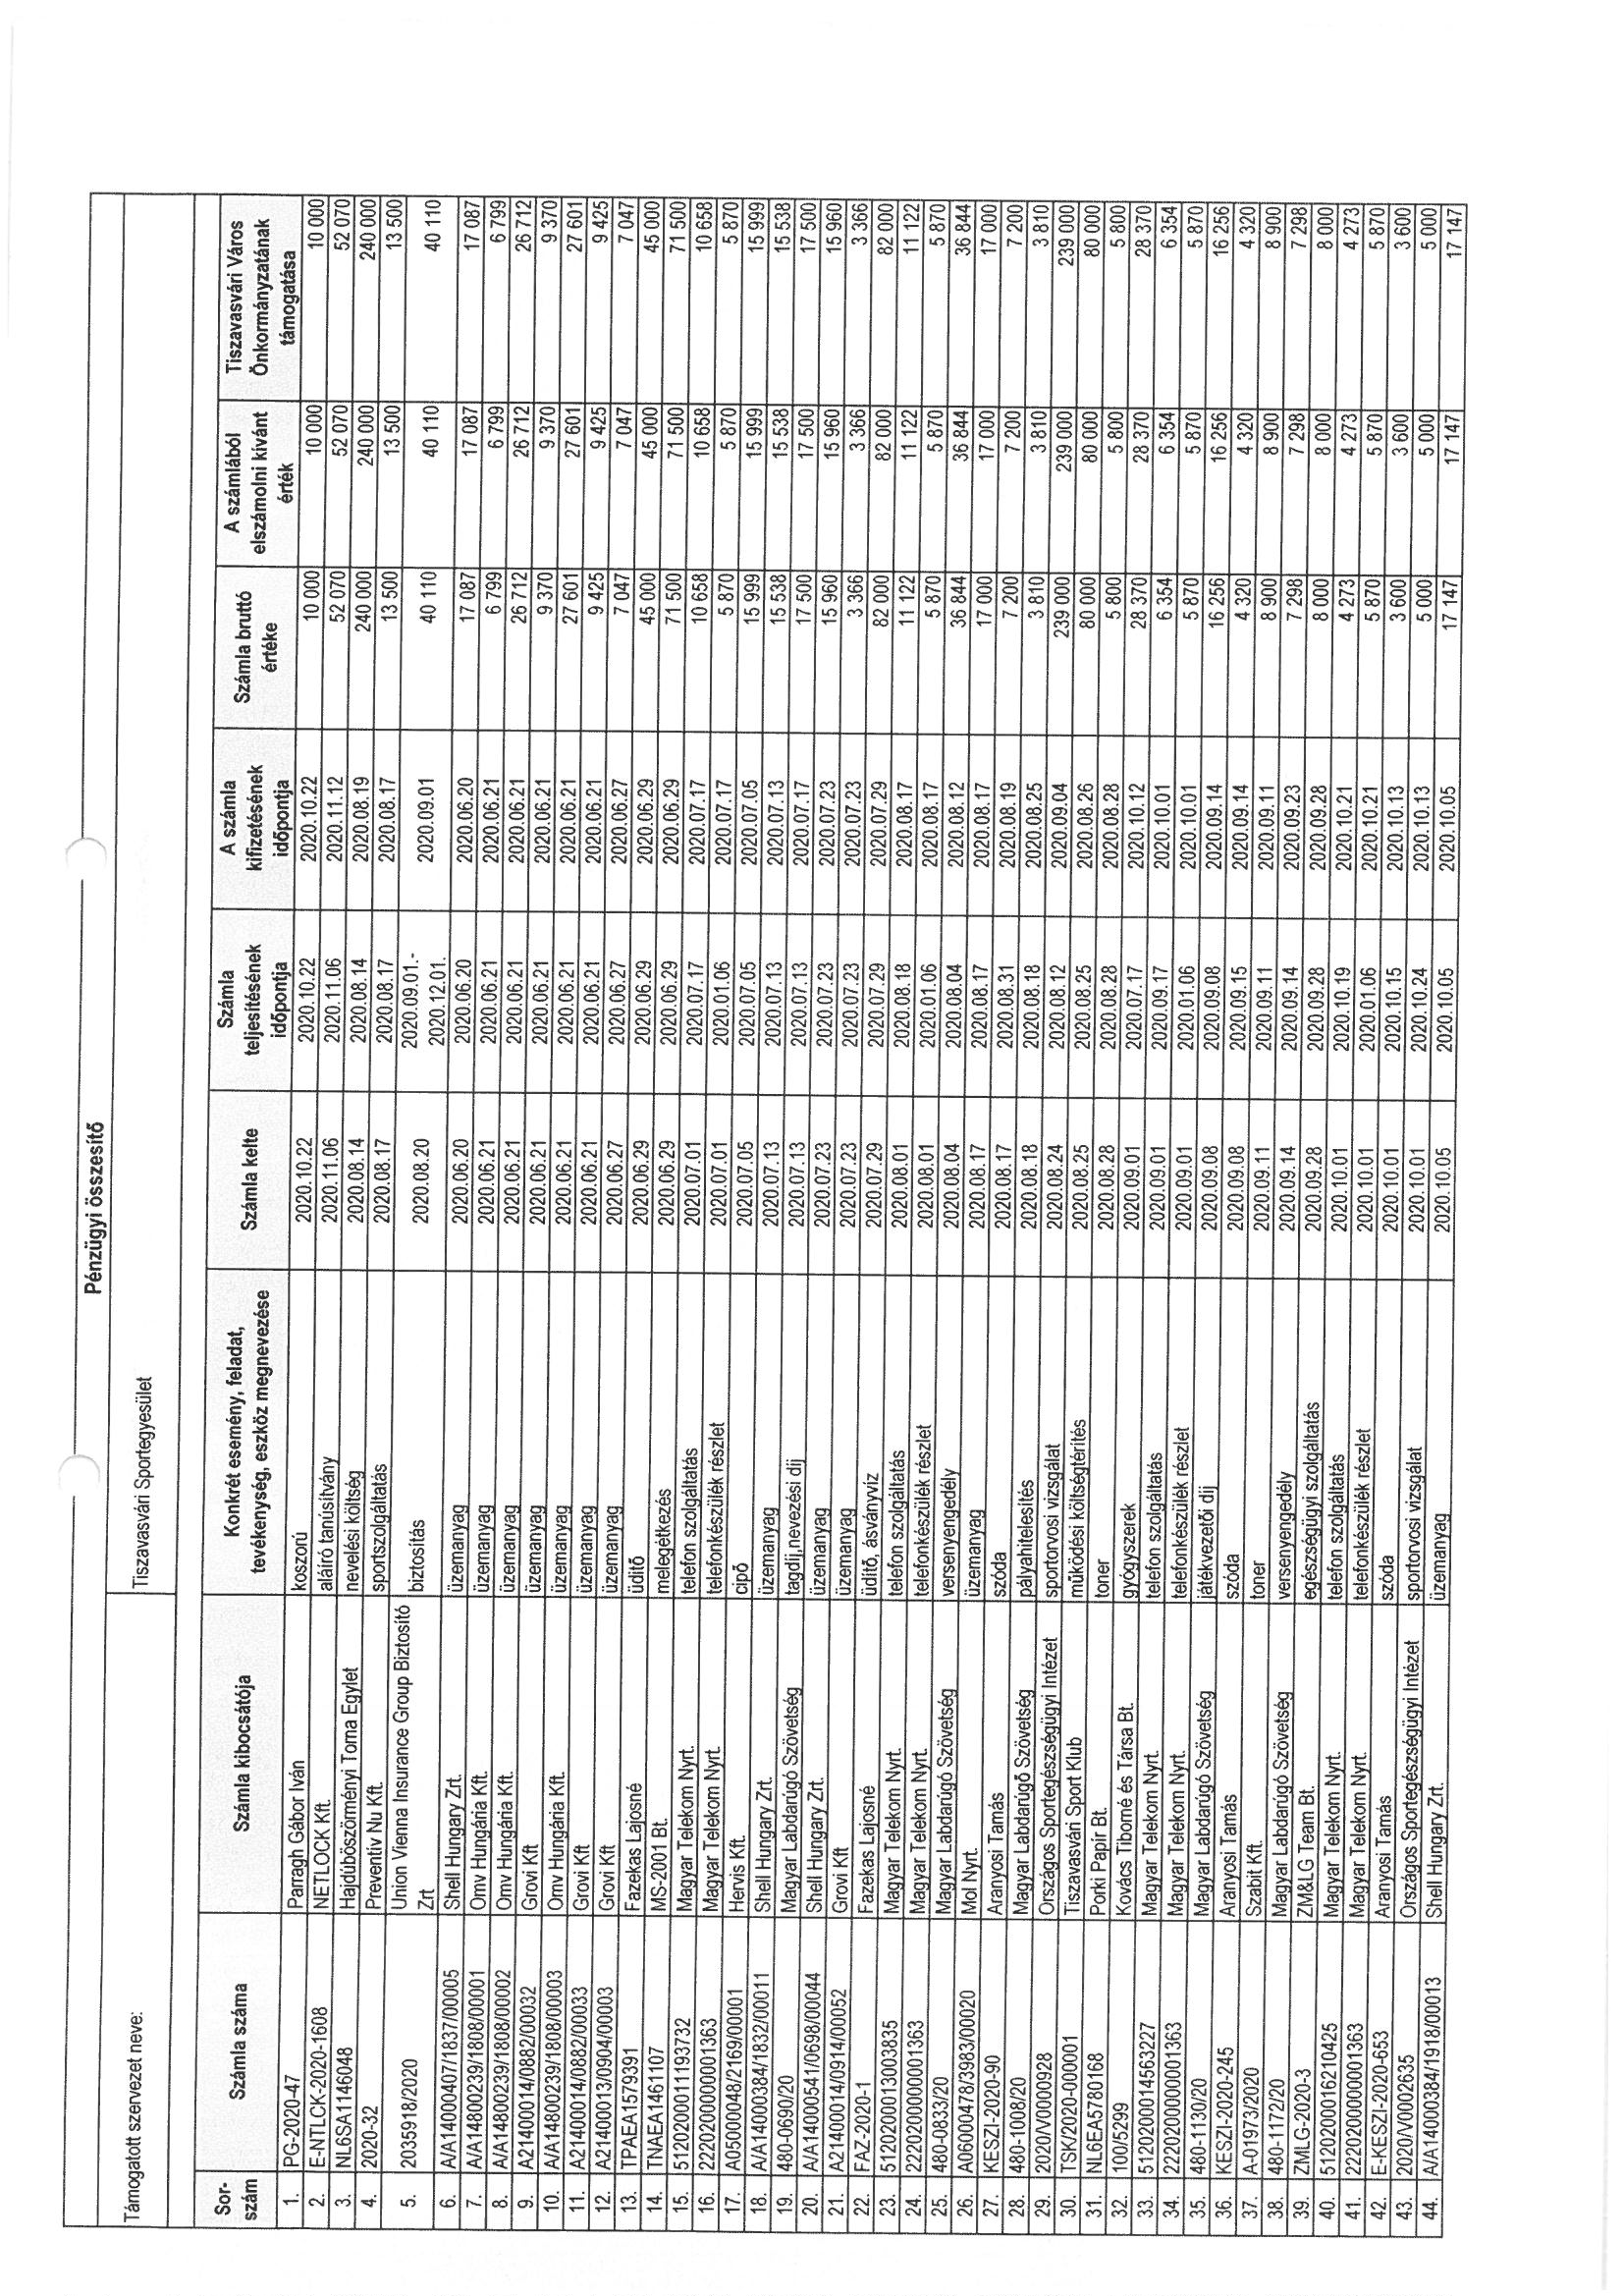 Pénzügyi összesítő
Támogatott szervezet neve: Tiszavasvári Sportegyesület
Sor-szám | Számla száma | Számla kibocsátója | Konkrét esemény, feladat, tevékenység, eszköz megnevezése | Számla kelte | Számla teljesítésének időpontja | A számla kifizetésének időpontja | Számla bruttó értéke | A számlából elszámolni kívánt érték | Tiszavasvári Város Önkormányzatának támogatása
1. PG-2020-47 Parragh Gábor Iván koszorú 2020.10.22 2020.10.22 2020.10.22 10 000 10 000 10 000
2. E-NTLCK-2020-1608 NETLOCK Kft. aláíró tanúsítvány 2020.11.06 2020.11.06 2020.11.12 52 070 52 070 52 070
3. NL6SA1146048 Hajdúböszörményi Torna Egylet nevelési költség 2020.08.14 2020.08.14 2020.08.19 240 000 240 000 240 000
4. 2020-32 Preventív Nu Kft. sportszolgáltatás 2020.08.17 2020.08.17 2020.08.17 13 500 13 500 13 500
5. 2035918/2020 Union Vienna Insurance Group Biztosító Zrt biztosítás 2020.08.20 2020.09.01.-2020.12.01. 2020.09.01 40 110 40 110 40 110
6. A/A14000407/1837/00005 Shell Hungary Zrt. üzemanyag 2020.06.20 2020.06.20 2020.06.20 17 087 17 087 17 087
7. A/A14800239/1808/00001 Omv Hungária Kft. üzemanyag 2020.06.21 2020.06.21 2020.06.21 6 799 6 799 6 799
8. A/A14800239/1808/00002 Omv Hungária Kft. üzemanyag 2020.06.21 2020.06.21 2020.06.21 26 712 26 712 26 712
9. A21400014/0882/00032 Grovi Kft üzemanyag 2020.06.21 2020.06.21 2020.06.21 9 370 9 370 9 370
10. A/A14800239/1808/00003 Omv Hungária Kft. üzemanyag 2020.06.21 2020.06.21 2020.06.21 27 601 27 601 27 601
11. A21400014/0882/00033 Grovi Kft üzemanyag 2020.06.21 2020.06.21 2020.06.21 9 425 9 425 9 425
12. A21400013/0904/00003 Grovi Kft üzemanyag 2020.06.27 2020.06.27 2020.06.27 7 047 7 047 7 047
13. TPAEA1579391 Fazekas Lajosné üdítő 2020.06.29 2020.06.29 2020.06.29 45 000 45 000 45 000
14. TNAEA1461107 MS-2001 Bt. melegétkezés 2020.06.29 2020.06.29 2020.06.29 71 500 71 500 71 500
15. 5120200011193732 Magyar Telekom Nyrt. telefon szolgáltatás 2020.07.01 2020.07.17 2020.07.17 10 658 10 658 10 658
16. 2220200000001363 Magyar Telekom Nyrt. telefonkészülék részlet 2020.07.01 2020.01.06 2020.07.17 5 870 5 870 5 870
17. A05000048/2169/00001 Hervis Kft. cipő 2020.07.05 2020.07.05 2020.07.05 15 999 15 999 15 999
18. A/A14000384/1832/00011 Shell Hungary Zrt. üzemanyag 2020.07.13 2020.07.13 2020.07.13 15 538 15 538 15 538
19. 480-0690/20 Magyar Labdarúgó Szövetség tagdíj,nevezési díj 2020.07.13 2020.07.13 2020.07.17 17 500 17 500 17 500
20. A/A14000541/0698/00044 Shell Hungary Zrt. üzemanyag 2020.07.23 2020.07.23 2020.07.23 15 960 15 960 15 960
21. A21400014/0914/00052 Grovi Kft üzemanyag 2020.07.23 2020.07.23 2020.07.23 3 366 3 366 3 366
22. FAZ-2020-1 Fazekas Lajosné üdítő, ásványvíz 2020.07.29 2020.07.29 2020.07.29 82 000 82 000 82 000
23. 5120200013003835 Magyar Telekom Nyrt. telefon szolgáltatás 2020.08.01 2020.08.18 2020.08.17 11 122 11 122 11 122
24. 2220200000001363 Magyar Telekom Nyrt. telefonkészülék részlet 2020.08.01 2020.01.06 2020.08.17 5 870 5 870 5 870
25. 480-0833/20 Magyar Labdarúgó Szövetség versenyengedély 2020.08.04 2020.08.04 2020.08.12 36 844 36 844 36 844
26. A06000478/3983/00020 Mol Nyrt. üzemanyag 2020.08.17 2020.08.17 2020.08.17 17 000 17 000 17 000
27. KESZI-2020-90 Aranyosi Tamás szóda 2020.08.17 2020.08.31 2020.08.19 7 200 7 200 7 200
28. 480-1008/20 Magyar Labdarúgó Szövetség pályahitelesítés 2020.08.18 2020.08.18 2020.08.25 3 810 3 810 3 810
29. 2020/V0000928 Országos Sportegészségügyi Intézet sportorvosi vizsgálat 2020.08.24 2020.08.12 2020.09.04 239 000 239 000 239 000
30. TSK/2020-00001 Tiszavasvári Sport Klub működési költségtérítés 2020.08.25 2020.08.25 2020.08.26 80 000 80 000 80 000
31. NL6EA5780168 Porki Papír Bt. toner 2020.08.28 2020.08.28 2020.08.28 5 800 5 800 5 800
32. 100/5299 Kovács Tiborné és Társa Bt. gyógyszerek 2020.09.01 2020.07.17 2020.10.12 28 370 28 370 28 370
33. 5120200014563227 Magyar Telekom Nyrt. telefon szolgáltatás 2020.09.01 2020.09.17 2020.10.01 6 354 6 354 6 354
34. 2220200000001363 Magyar Telekom Nyrt. telefonkészülék részlet 2020.09.01 2020.01.06 2020.10.01 5 870 5 870 5 870
35. 480-1130/20 Magyar Labdarúgó Szövetség játékvezetői díj 2020.09.08 2020.09.08 2020.09.14 16 256 16 256 16 256
36. KESZI-2020-245 Aranyosi Tamás szóda 2020.09.08 2020.09.15 2020.09.14 4 320 4 320 4 320
37. A-01973/2020 Szabit Kft. toner 2020.09.11 2020.09.11 2020.09.11 8 900 8 900 8 900
38. 480-1172/20 Magyar Labdarúgó Szövetség versenyengedély 2020.09.14 2020.09.14 2020.09.23 7 298 7 298 7 298
39. ZMLG-2020-3 ZM&LG Team Bt. egészségügyi szolgáltatás 2020.09.28 2020.09.28 2020.09.28 8 000 8 000 8 000
40. 5120200016210425 Magyar Telekom Nyrt. telefon szolgáltatás 2020.10.01 2020.10.19 2020.10.21 4 273 4 273 4 273
41. 2220200000001363 Magyar Telekom Nyrt. telefonkészülék részlet 2020.10.01 2020.01.06 2020.10.21 5 870 5 870 5 870
42. E-KESZI-2020-653 Aranyosi Tamás szóda 2020.10.01 2020.10.15 2020.10.13 3 600 3 600 3 600
43. 2020/V0002635 Országos Sportegészségügyi Intézet sportorvosi vizsgálat 2020.10.01 2020.10.24 2020.10.13 5 000 5 000 5 000
44. A/A14000384/1918/00013 Shell Hungary Zrt. üzemanyag 2020.10.05 2020.10.05 2020.10.05 17 147 17 147 17 147